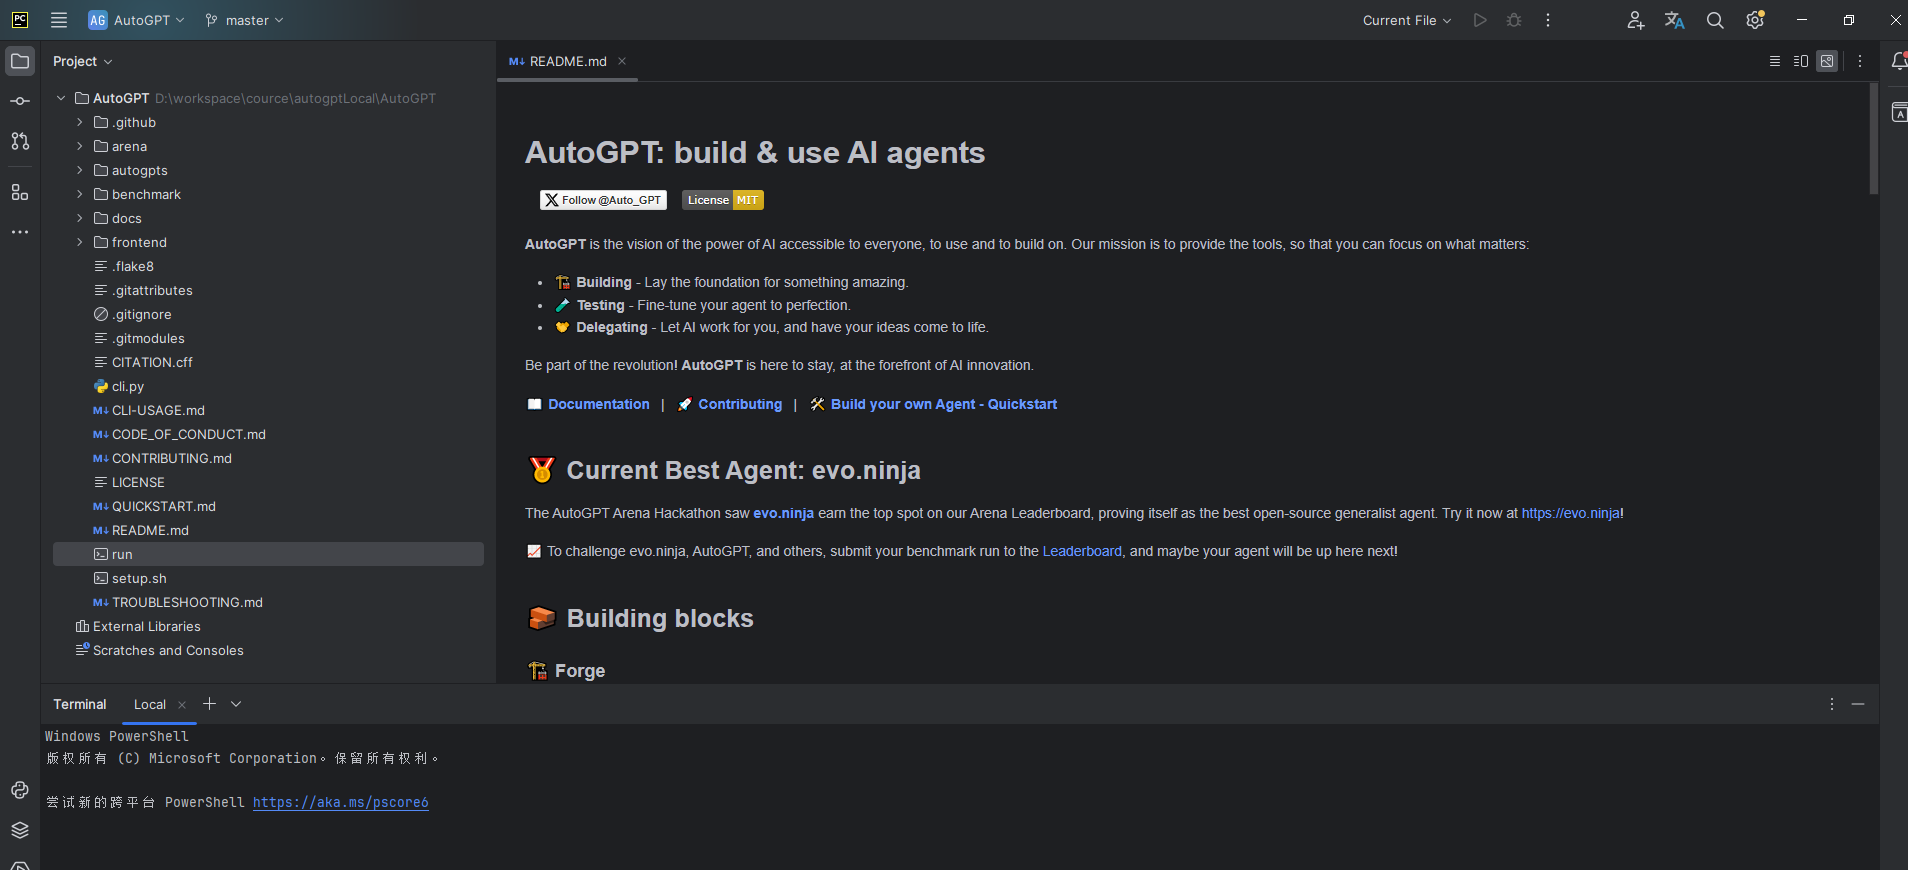 PC
AG AutoGPT master Current File
Project
README.md
AutoGPT D:\workspace\cource\autogptLocal\AutoGPT
.github
arena
autogpts
benchmark
docs
frontend
.flake8
.gitattributes
.gitignore
.gitmodules
CITATION.cff
cli.py
CLI-USAGE.md
CODE_OF_CONDUCT.md
CONTRIBUTING.md
LICENSE
QUICKSTART.md
README.md
run
setup.sh
TROUBLESHOOTING.md
External Libraries
Scratches and Consoles
AutoGPT: build & use AI agents
Follow @Auto_GPT License MIT
AutoGPT is the vision of the power of AI accessible to everyone, to use and to build on. Our mission is to provide the tools, so that you can focus on what matters:
• 🏗️ Building - Lay the foundation for something amazing.
• 🧪 Testing - Fine-tune your agent to perfection.
• 🤝 Delegating - Let AI work for you, and have your ideas come to life.
Be part of the revolution! AutoGPT is here to stay, at the forefront of AI innovation.
📖 Documentation | 🚀 Contributing | 🛠️ Build your own Agent - Quickstart
🥇 Current Best Agent: evo.ninja
The AutoGPT Arena Hackathon saw evo.ninja earn the top spot on our Arena Leaderboard, proving itself as the best open-source generalist agent. Try it now at https://evo.ninja!
📈 To challenge evo.ninja, AutoGPT, and others, submit your benchmark run to the Leaderboard, and maybe your agent will be up here next!
🧱 Building blocks
🏗️ Forge
Terminal Local
Windows PowerShell
版权所有 (C) Microsoft Corporation。保留所有权利。
尝试新的跨平台 PowerShell https://aka.ms/pscore6